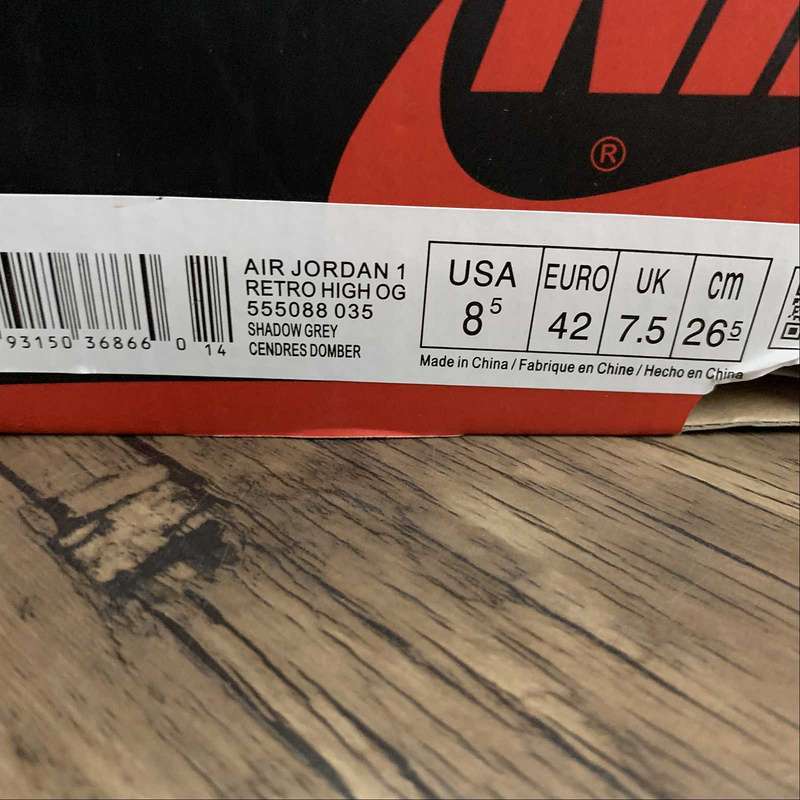 ®
93150 36866 0 14
AIR JORDAN 1
RETRO HIGH OG
555088 035
SHADOW GREY
CENDRES DOMBER
USA EURO UK cm
8 5 42 7.5 26 5
Made in China / Fabrique en Chine / Hecho en China